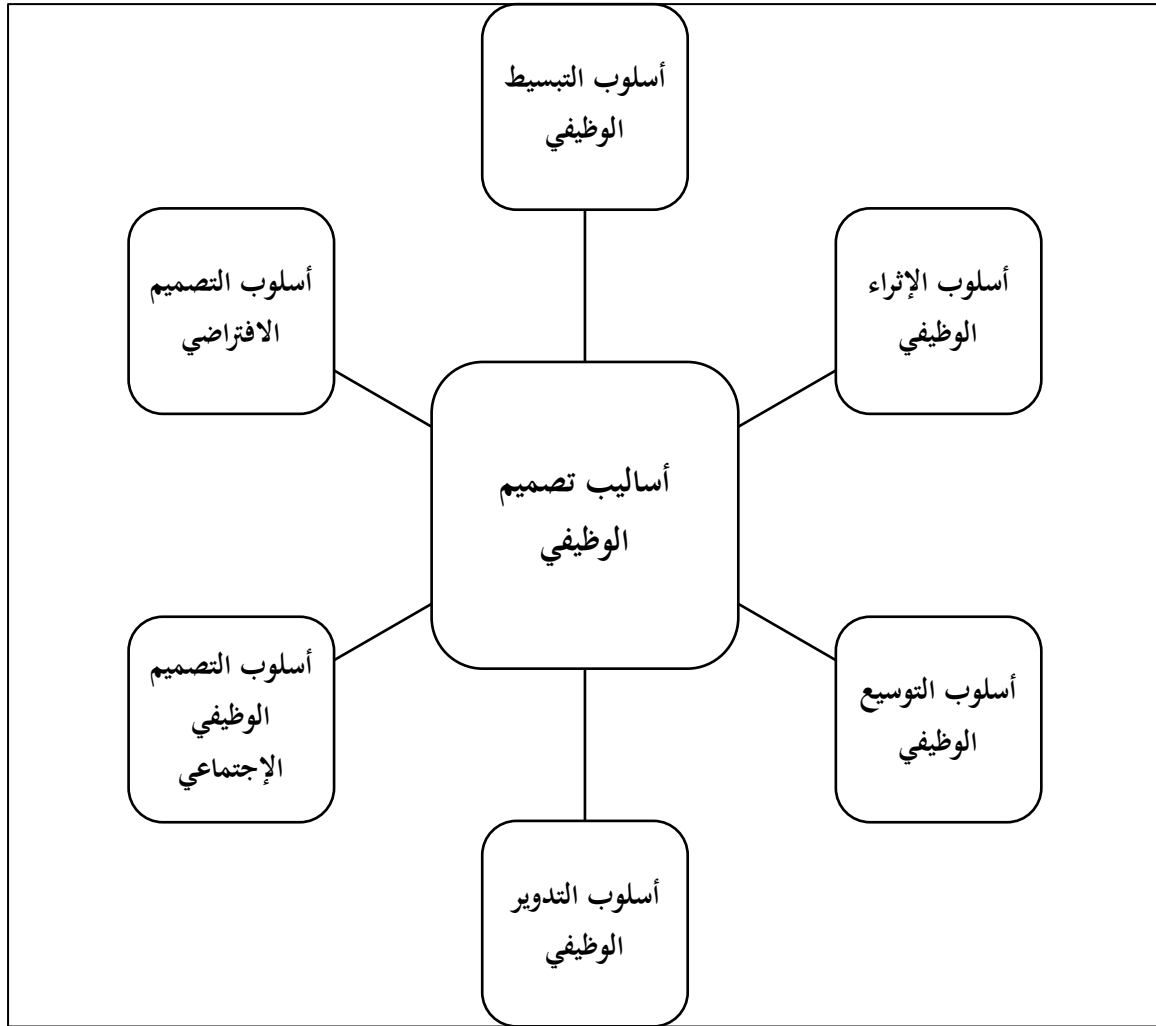 أسلوب التبسيط
الوظيفي
أسلوب الإثراء
الوظيفي
أسلوب التصميم
الافتراضي
أساليب تصميم
الوظيفي
أسلوب التوسيع
الوظيفي
أسلوب التصميم
الوظيفي
الإجتماعي
أسلوب التدوير
الوظيفي